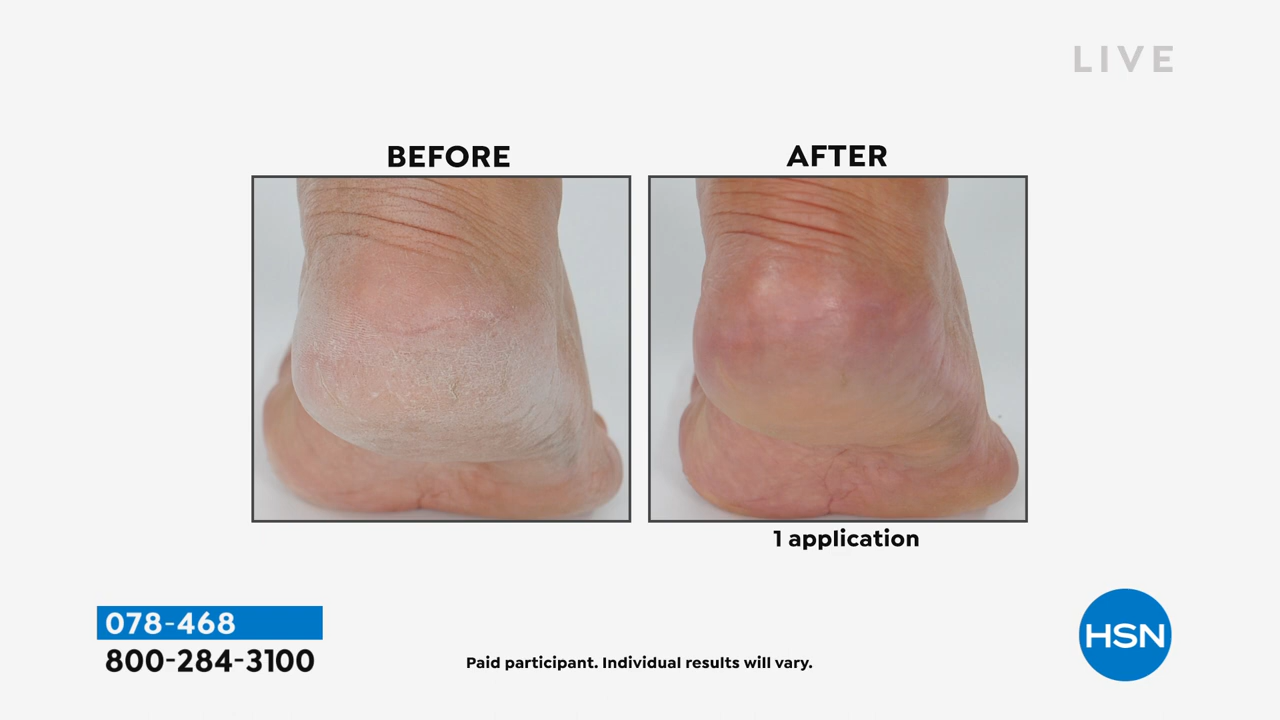 LIVE
BEFORE
AFTER
1 application
078-468
800-284-3100
Paid participant. Individual results will vary.
HSN